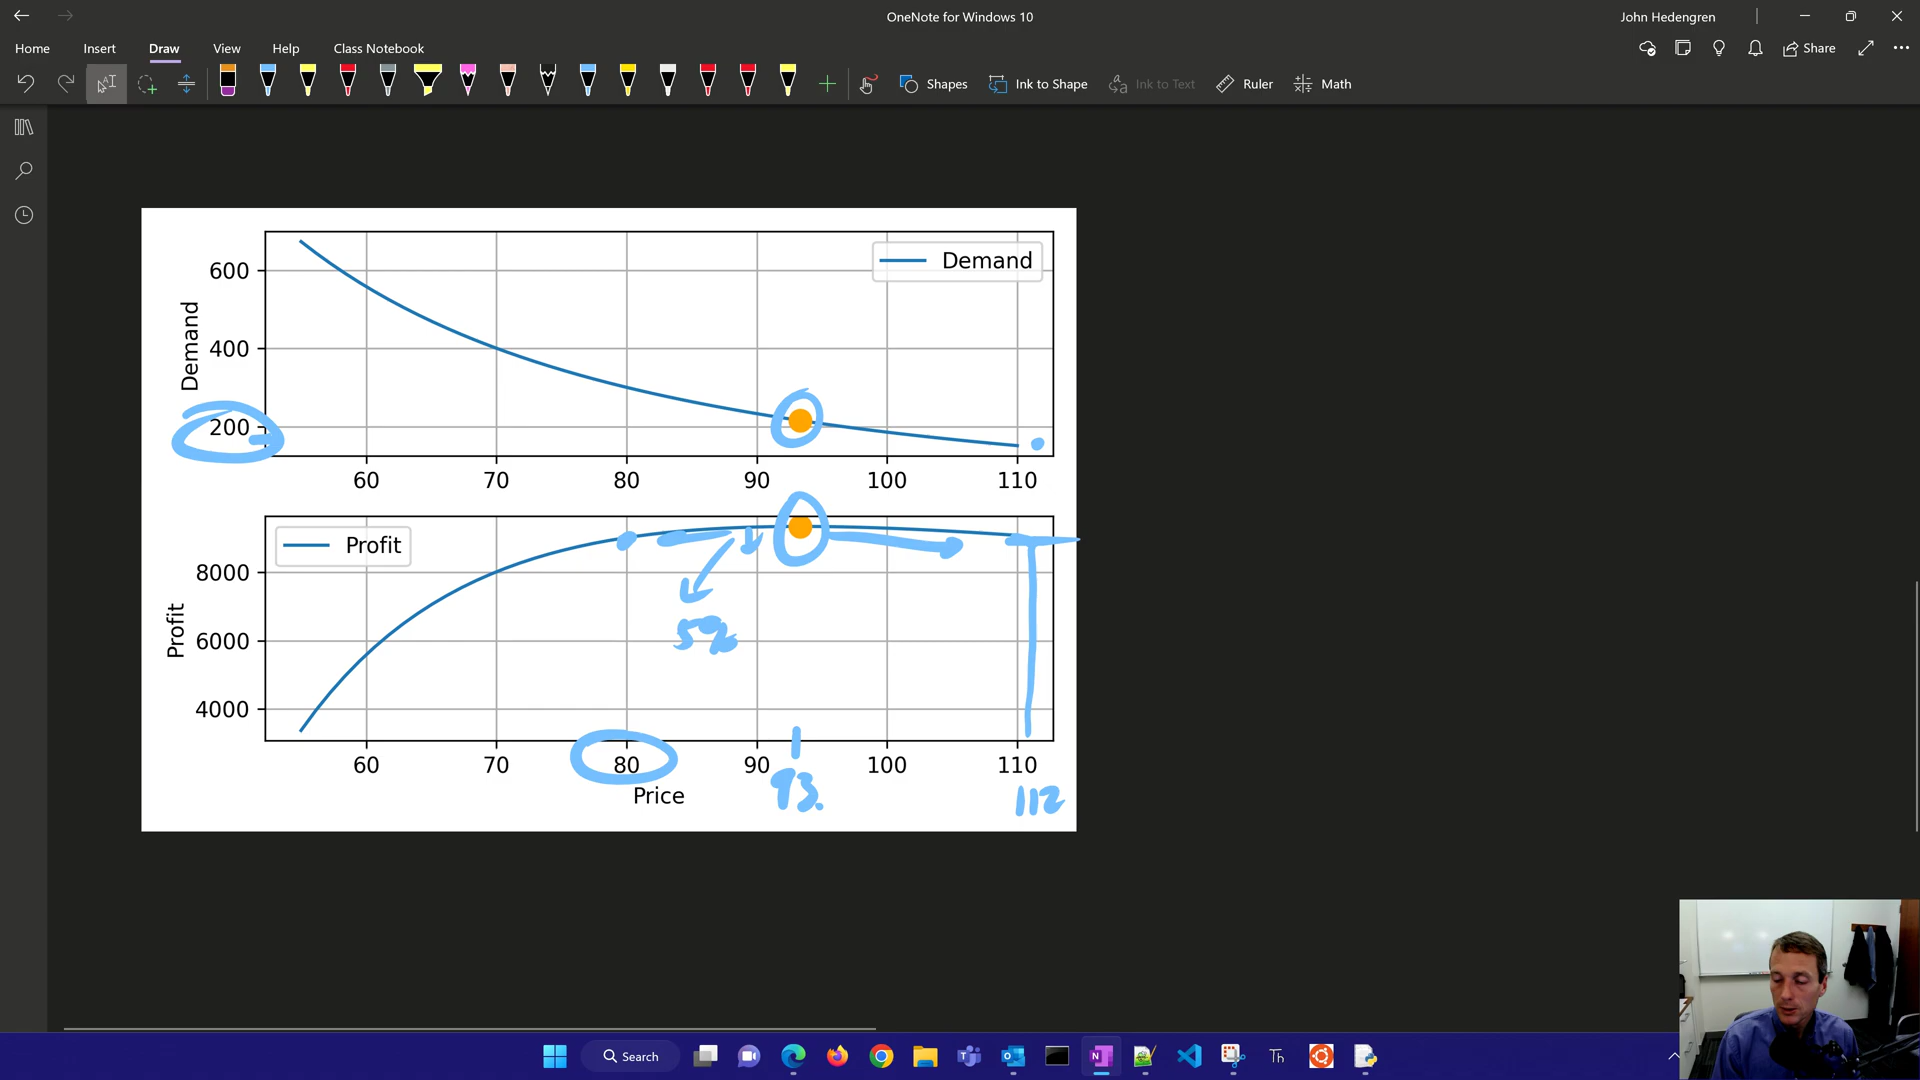 OneNote for Windows 10
John Hedengren
Home Insert Draw View Help Class Notebook
Share
Shapes Ink to Shape Ink to Text Ruler Math
Demand
600
400
200
Demand
60 70 80 90 100 110
Profit
8000
6000
4000
Profit
5%
60 70 80 90 100 110
Price
93.
112
Search
Th